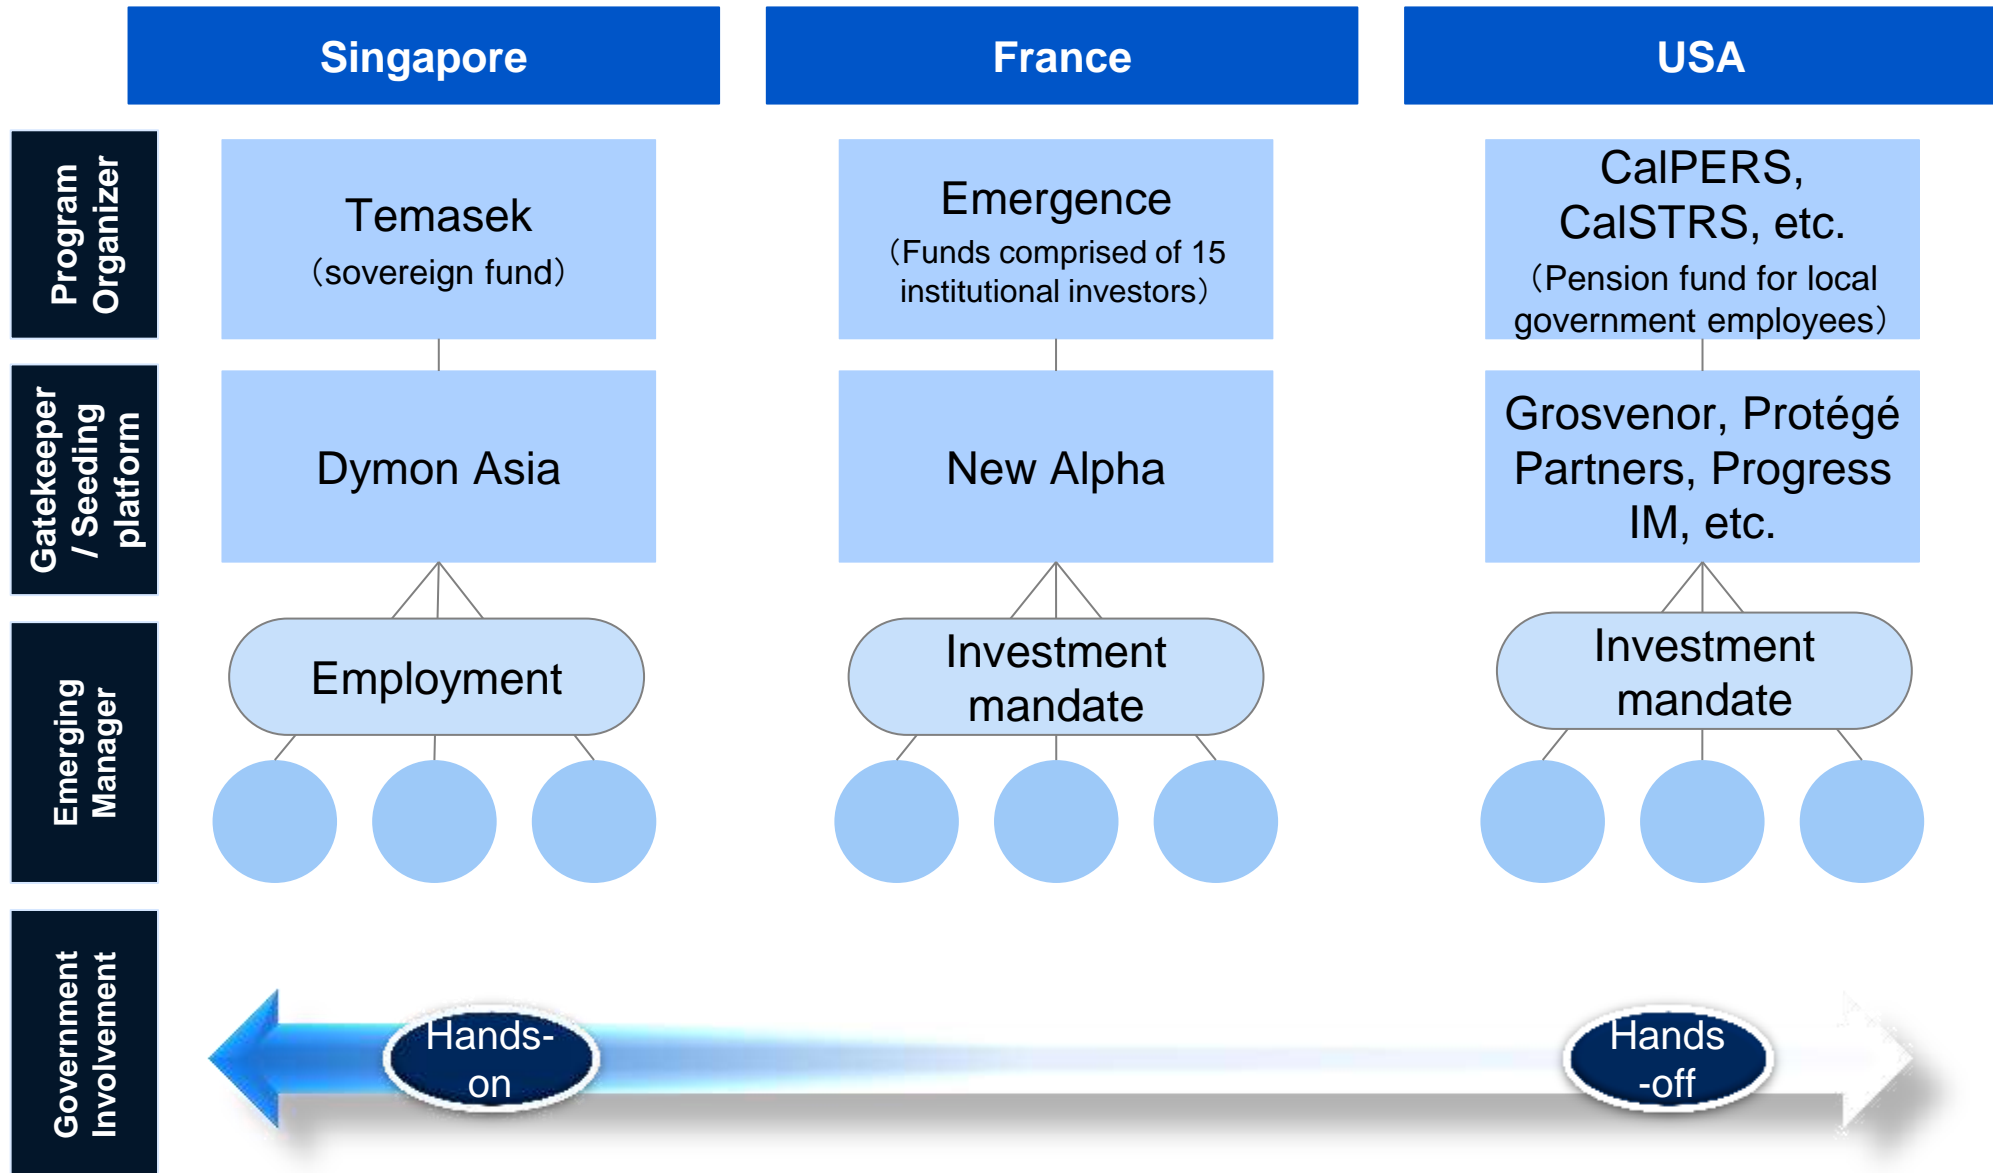 Singapore
France
USA
Program
Organizer
Temasek
（sovereign fund）
Emergence
（Funds comprised of 15
institutional investors）
CalPERS,
CalSTRS, etc.
（Pension fund for local
government employees）
Gatekeeper
/ Seeding
platform
Dymon Asia
New Alpha
Grosvenor, Protégé
Partners, Progress
IM, etc.
Emerging
Manager
Employment
Investment
mandate
Investment
mandate
Government
Involvement
Hands-
on
Hands
-off